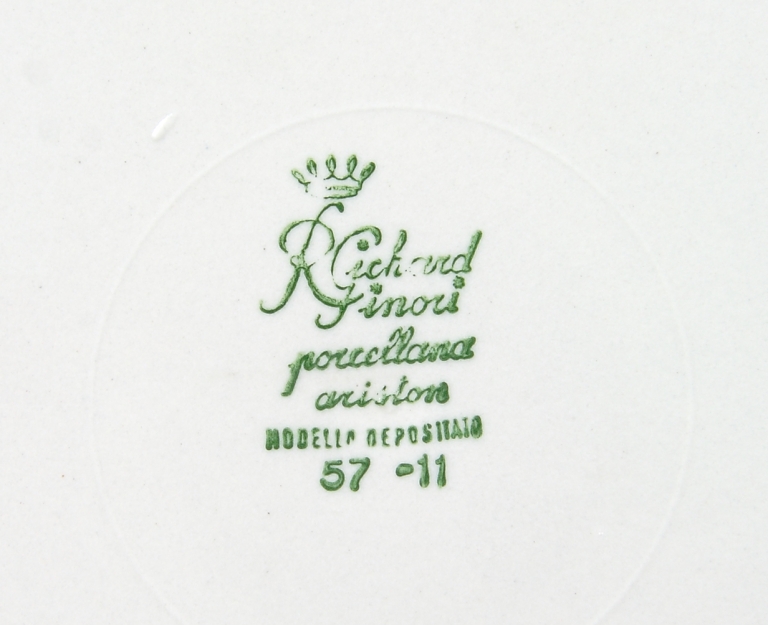 Richard
Ginori
porcellana
ariston
MODELLO DEPOSITATO
57-11